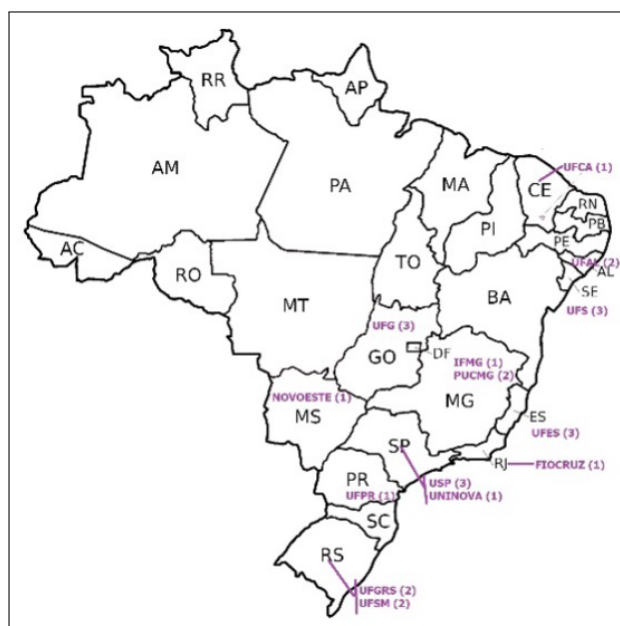 RR
AP
AM
PA
MA
CE
UFCA (1)
RN
PB
PI
PE
UFAL (2)
AL
AC
RO
TO
SE
MT
BA
UFS (3)
UFG (3)
GO
DF
IFMG (1)
PUCMG (2)
NOVOESTE (1)
MS
MG
ES
UFES (3)
SP
RJ
FIOCRUZ (1)
PR
USP (3)
UFPR (1)
UNINOVA (1)
SC
RS
UFGRS (2)
UFSM (2)